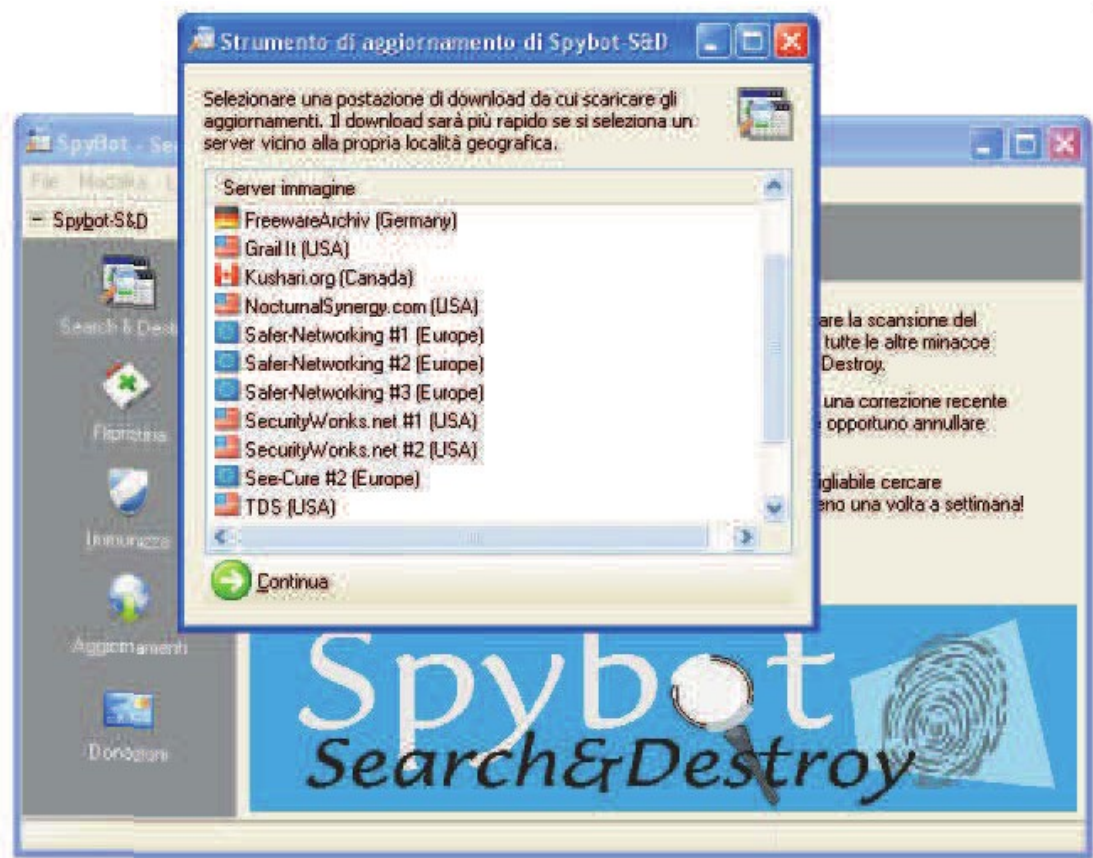 Strumento di aggiornamento di Spybot-S&D
Selezionare una postazione di download da cui scaricare gli
aggiornamenti. Il download sarà più rapido se si seleziona un
server vicino alla propria località geografica.
Server immagine
FreewareArchiv (Germany)
Grail It (USA)
Kushari.org (Canada)
NocturnalSynergy.com (USA)
Safer-Networking #1 (Europe)
Safer-Networking #2 (Europe)
Safer-Networking #3 (Europe)
SecurityWonks.net #1 (USA)
SecurityWonks.net #2 (USA)
See-Cure #2 (Europe)
TDS (USA)
Continua
SpyBot - Se
File Modalità L
Spybot-S&D
Search & Dest
Ripristina
Immunizza
Aggiornamenti
Donazioni
are la scansione del
tutte le altre minacce
Destroy.
una correzione recente
opportuno annullare
igliabile cercare
eno una volta a settimana!
Spybot
Search&Destroy